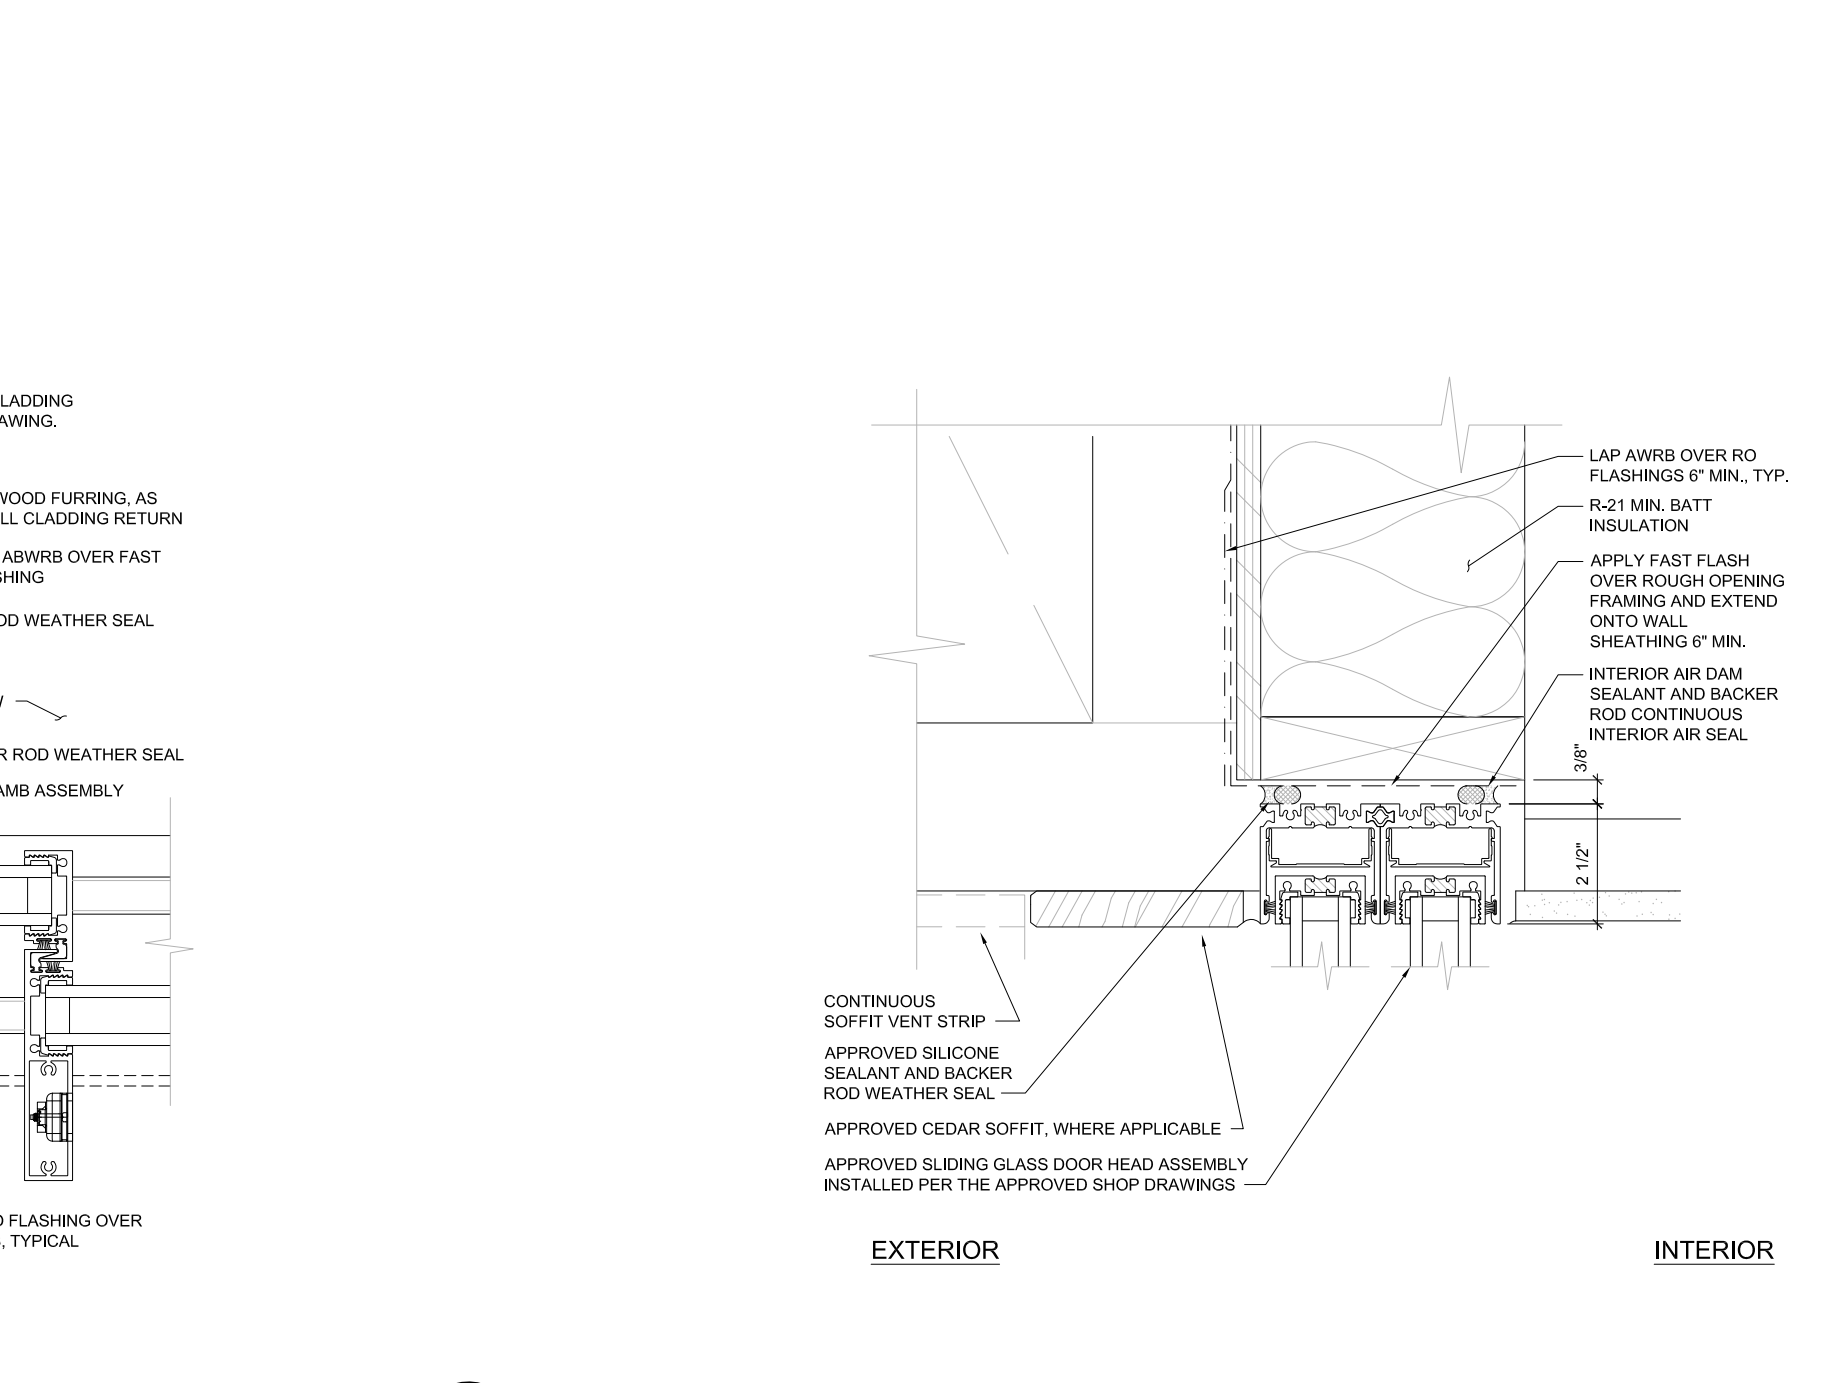 LADDING
AWING.
WOOD FURRING, AS
LL CLADDING RETURN
ABWRB OVER FAST
SHING
OD WEATHER SEAL
R ROD WEATHER SEAL
AMB ASSEMBLY
FLASHING OVER
, TYPICAL
LAP AWRB OVER RO
FLASHINGS 6" MIN., TYP.
R-21 MIN. BATT
INSULATION
APPLY FAST FLASH
OVER ROUGH OPENING
FRAMING AND EXTEND
ONTO WALL
SHEATHING 6" MIN.
INTERIOR AIR DAM
SEALANT AND BACKER
ROD CONTINUOUS
INTERIOR AIR SEAL
3/8"
2 1/2"
CONTINUOUS
SOFFIT VENT STRIP
APPROVED SILICONE
SEALANT AND BACKER
ROD WEATHER SEAL
APPROVED CEDAR SOFFIT, WHERE APPLICABLE
APPROVED SLIDING GLASS DOOR HEAD ASSEMBLY
INSTALLED PER THE APPROVED SHOP DRAWINGS
EXTERIOR
INTERIOR